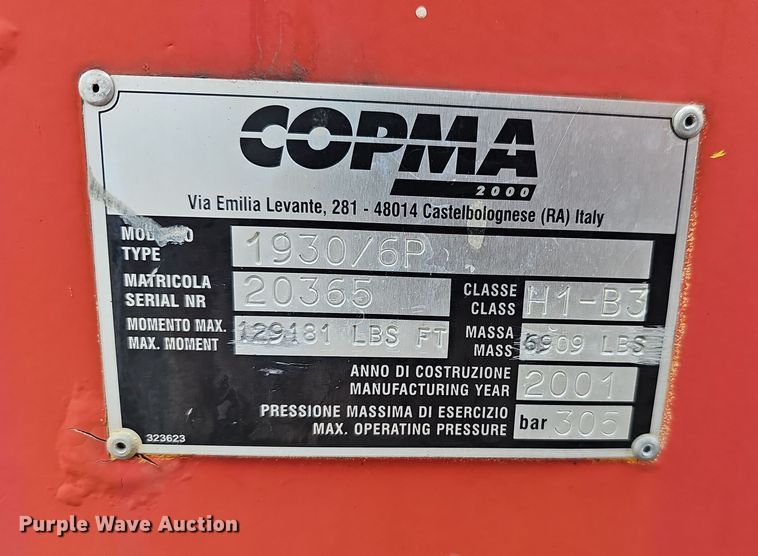 COPMA
2000
Via Emilia Levante, 281 - 48014 Castelbolognese (RA) Italy
TYPE 1930/6P
MATRICOLA
SERIAL NR 20365
CLASSE
CLASS H1-B3
MOMENTO MAX.
MAX. MOMENT 129181 LBS FT
MASSA
MASS 6909 LBS
ANNO DI COSTRUZIONE
MANUFACTURING YEAR 2001
PRESSIONE MASSIMA DI ESERCIZIO
MAX. OPERATING PRESSURE bar 305
323623
Purple Wave Auction